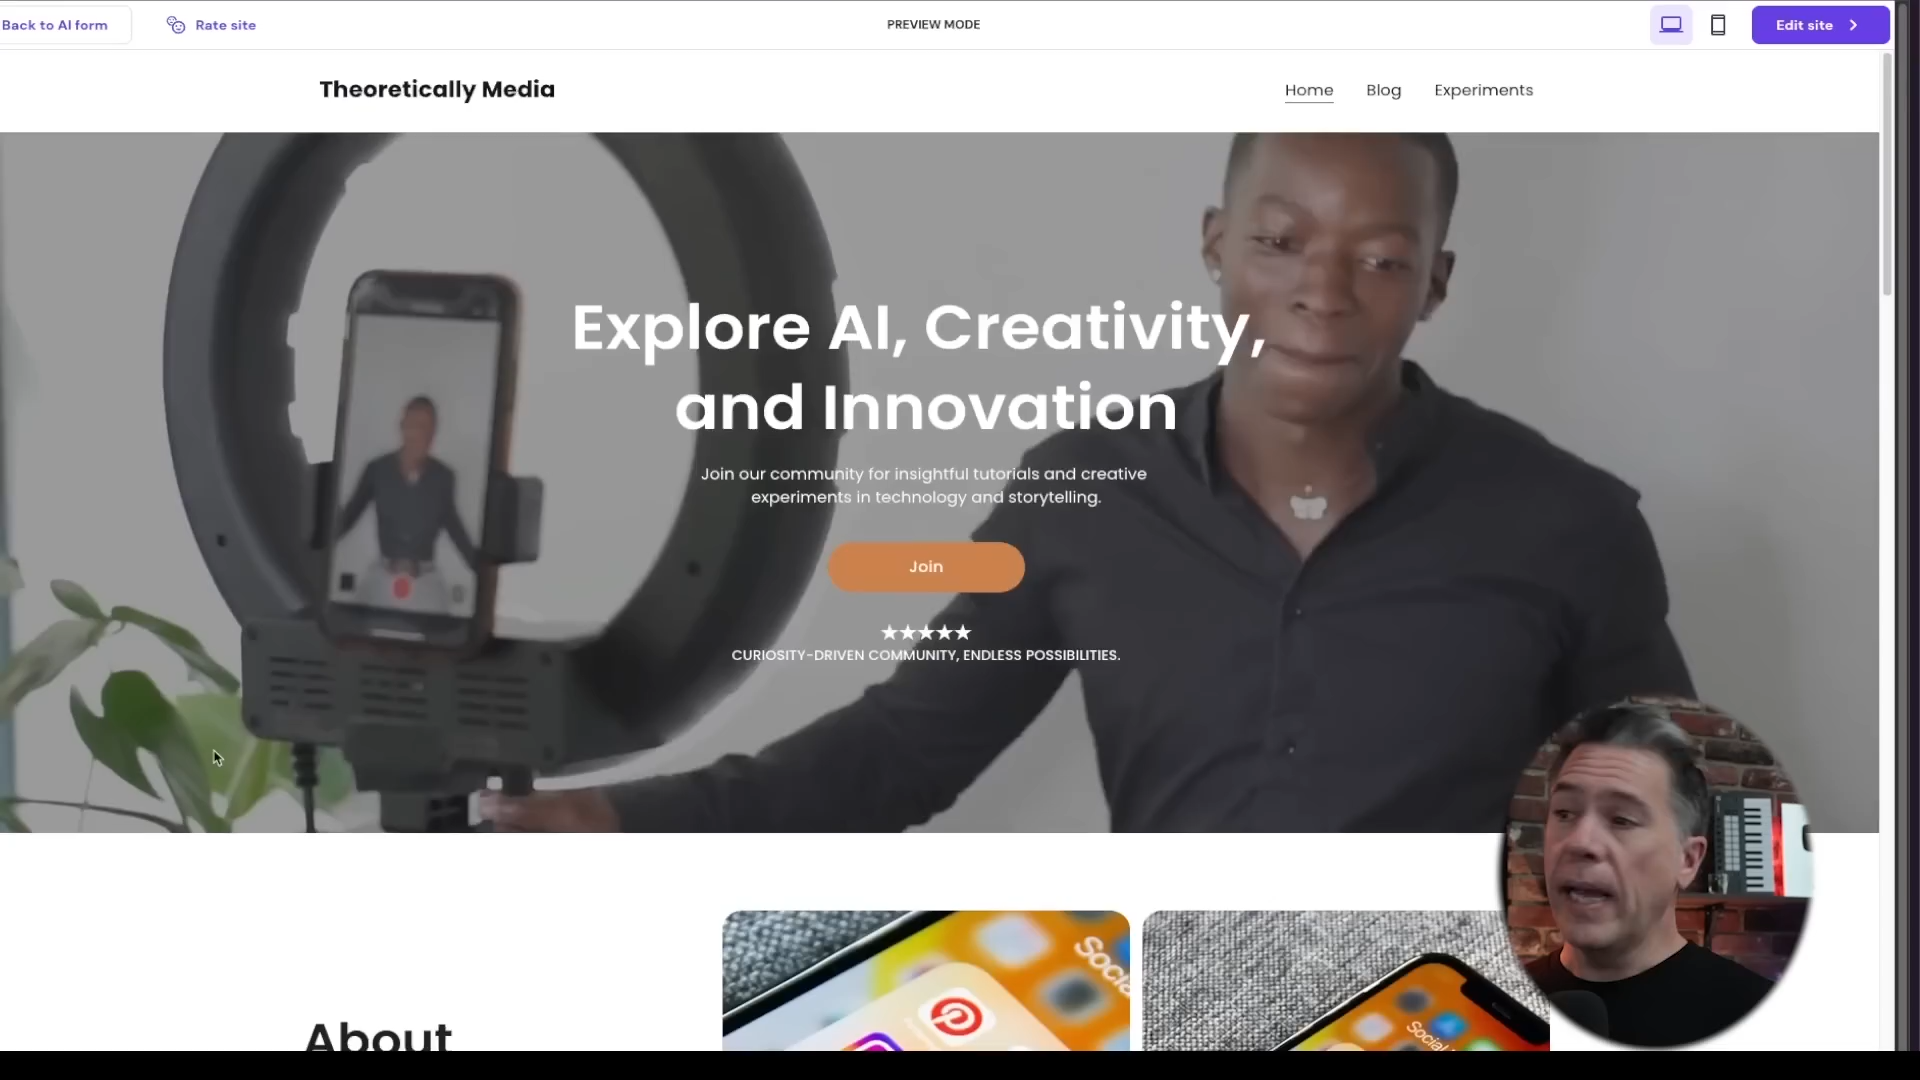 Back to AI form
Rate site
PREVIEW MODE
Edit site
Theoretically Media
Home
Blog
Experiments
Explore AI, Creativity,
and Innovation
Join our community for insightful tutorials and creative
experiments in technology and storytelling.
Join
★★★★★
CURIOSITY-DRIVEN COMMUNITY, ENDLESS POSSIBILITIES.
About
Social
Social